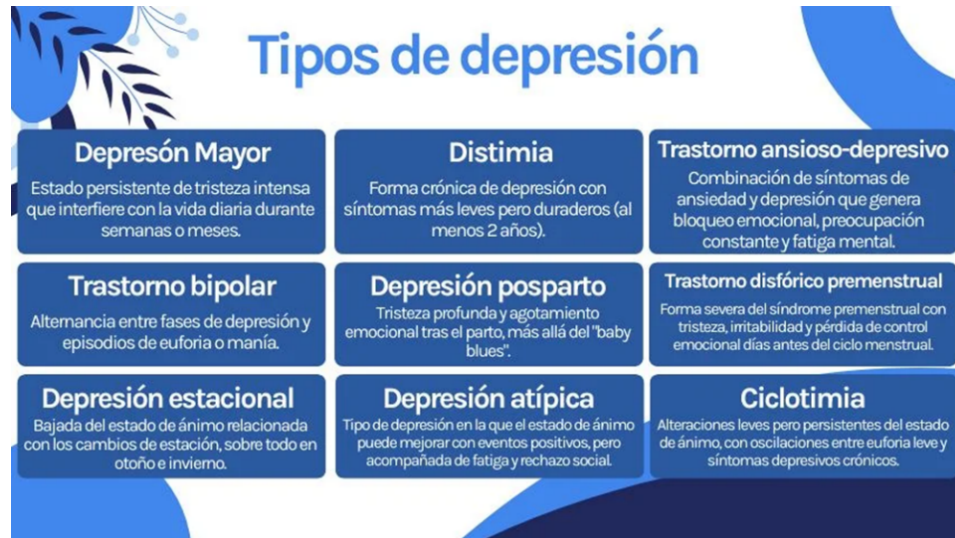 Tipos de depresión
Depresón Mayor
Estado persistente de tristeza intensa
que interfiere con la vida diaria durante
semanas o meses.
Distimia
Forma crónica de depresión con
síntomas más leves pero duraderos (al
menos 2 años).
Trastorno ansioso-depresivo
Combinación de síntomas de
ansiedad y depresión que genera
bloqueo emocional, preocupación
constante y fatiga mental.
Trastorno bipolar
Alternancia entre fases de depresión y
episodios de euforia o manía.
Depresión posparto
Tristeza profunda y agotamiento
emocional tras el parto, más allá del "baby
blues".
Trastorno disfórico premenstrual
Forma severa del síndrome premenstrual con
tristeza, irritabilidad y pérdida de control
emocional días antes del ciclo menstrual.
Depresión estacional
Bajada del estado de ánimo relacionada
con los cambios de estación, sobre todo en
otoño e invierno.
Depresión atípica
Tipo de depresión en la que el estado de ánimo
puede mejorar con eventos positivos, pero
acompañada de fatiga y rechazo social.
Ciclotimia
Alteraciones leves pero persistentes del estado
de ánimo, con oscilaciones entre euforia leve y
síntomas depresivos crónicos.